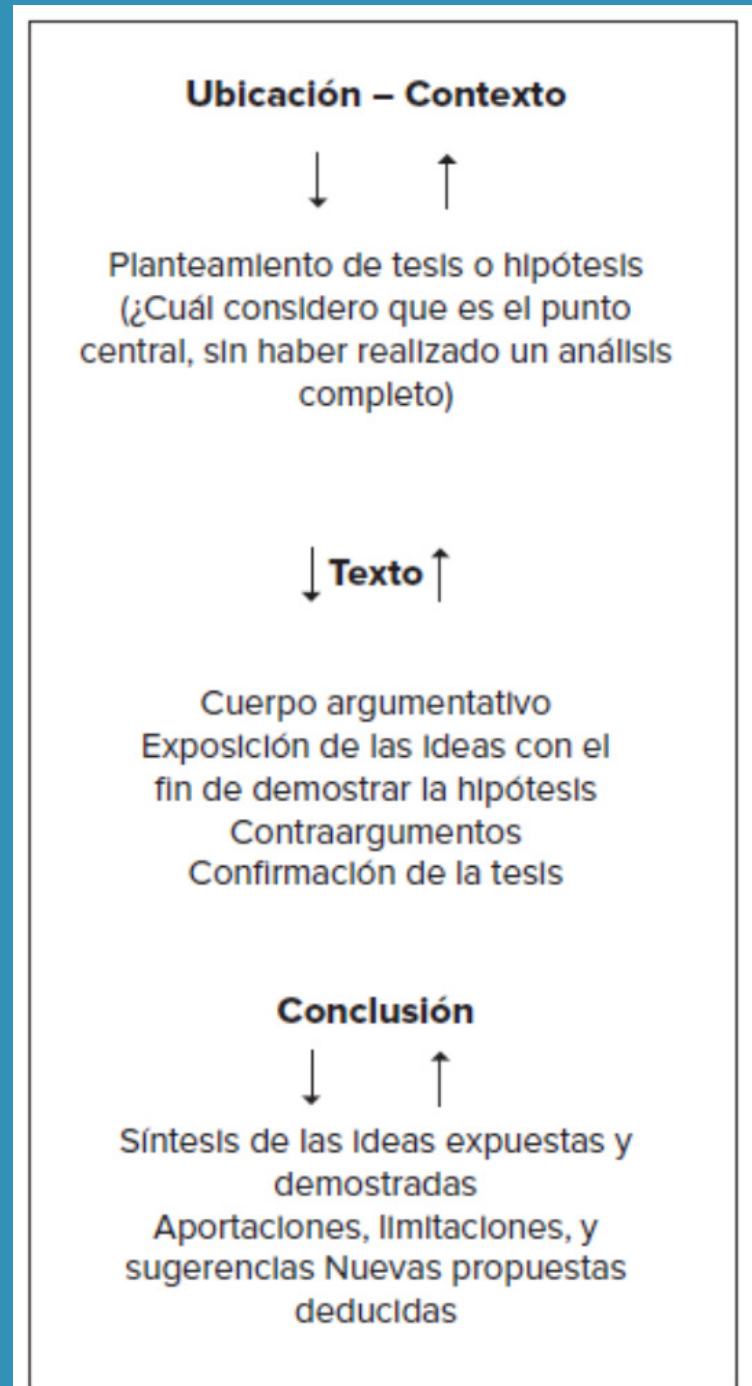 Ubicación – Contexto
↓ ↑
Planteamiento de tesis o hipótesis
(¿Cuál considero que es el punto
central, sin haber realizado un análisis
completo)
↓ Texto ↑
Cuerpo argumentativo
Exposición de las ideas con el
fin de demostrar la hipótesis
Contraargumentos
Confirmación de la tesis
Conclusión
↓ ↑
Síntesis de las ideas expuestas y
demostradas
Aportaciones, limitaciones, y
sugerencias Nuevas propuestas
deducidas